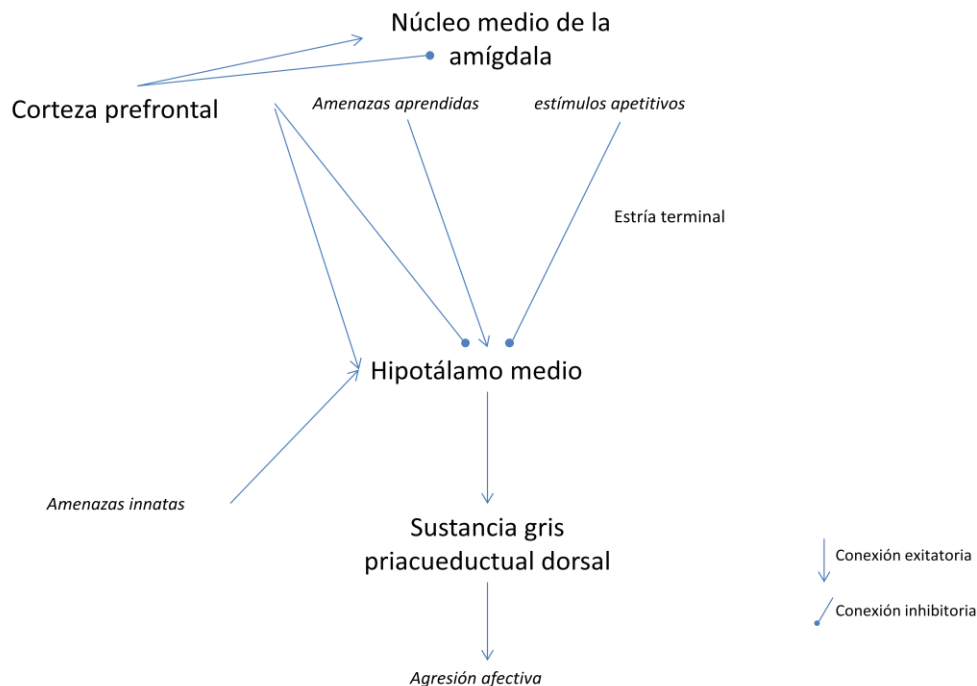 Núcleo medio de la
amígdala
Corteza prefrontal
Amenazas aprendidas
estímulos apetitivos
Estría terminal
Hipotálamo medio
Amenazas innatas
Sustancia gris
priacueductual dorsal
Conexión exitatoria
Conexión inhibitoria
Agresión afectiva